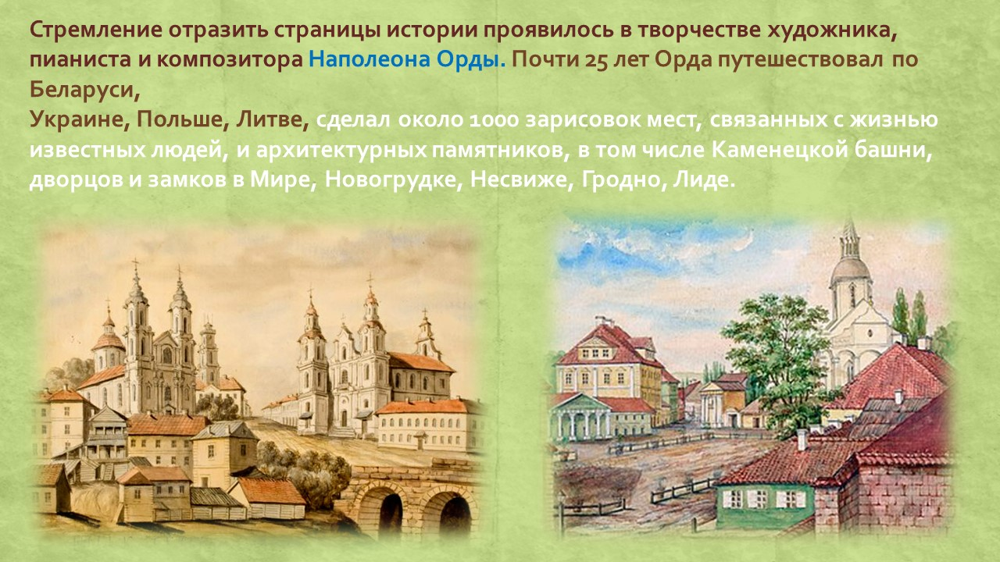 Стремление отразить страницы истории проявилось в творчестве художника,
пианиста и композитора Наполеона Орды. Почти 25 лет Орда путешествовал по
Беларуси,
Украине, Польше, Литве, сделал около 1000 зарисовок мест, связанных с жизнью
известных людей, и архитектурных памятников, в том числе Каменецкой башни,
дворцов и замков в Мире, Новогрудке, Несвиже, Гродно, Лиде.